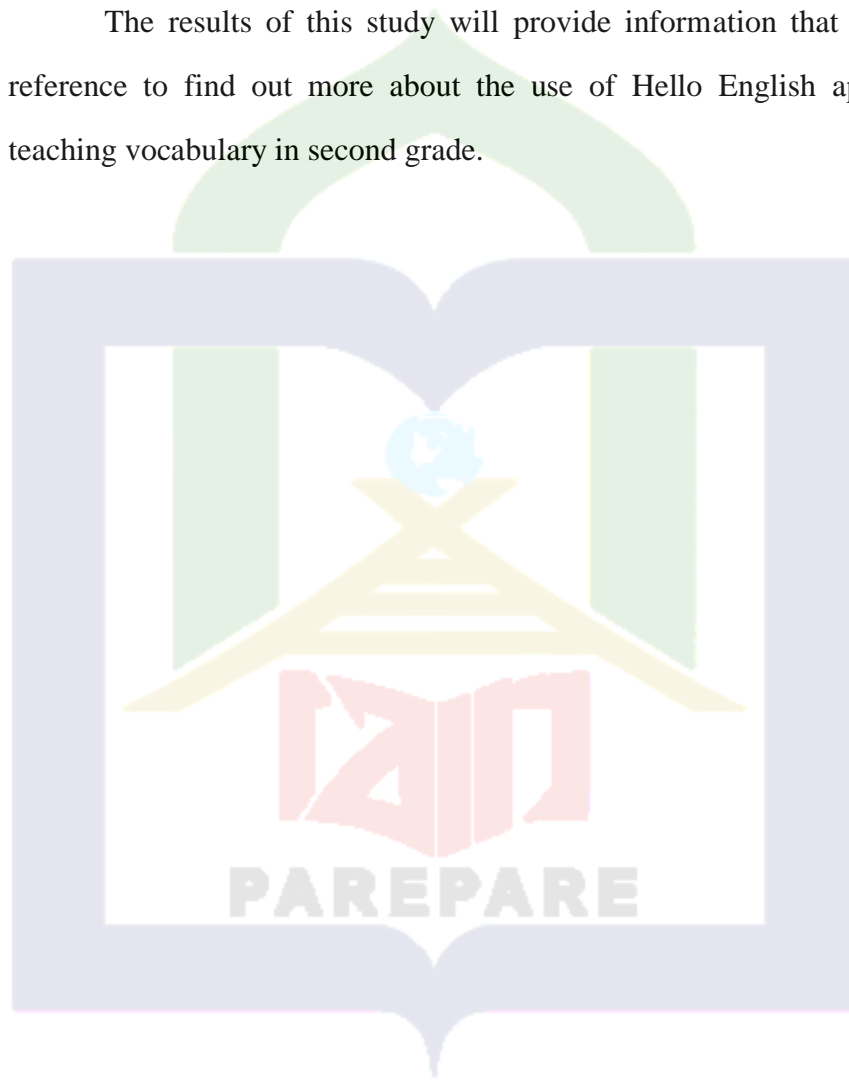 The results of this study will provide information that
reference to find out more about the use of Hello English
teaching vocabulary in second grade.
iain
PAREPARE